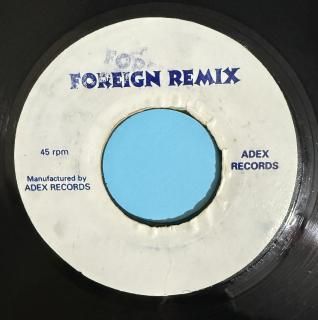 FOREIGN REMIX
45 rpm
ADEX
RECORDS
Manufactured by
ADEX RECORDS